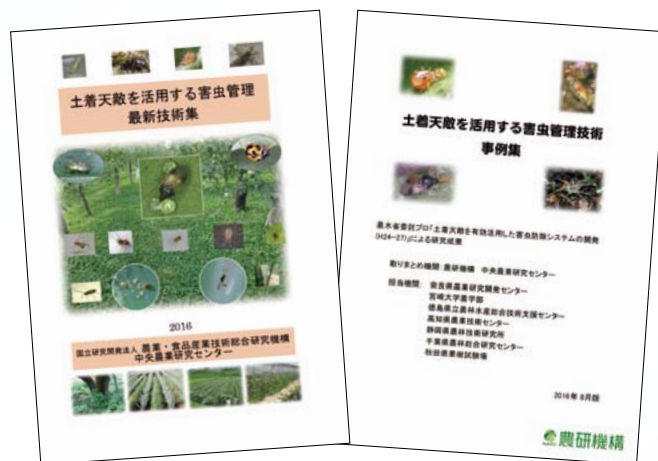 土着天敵を活用する害虫管理
最新技術集
2016
国立研究開発法人 農業・食品産業技術総合研究機構
中央農業研究センター
土着天敵を活用する害虫管理技術
事例集
農水省委託プロ「土着天敵を有効活用した害虫防除システムの開発
(H24-27)」による研究成果
取りまとめ機関:農研機構 中央農業研究センター
担当機関: 奈良県農業研究開発センター
宮崎大学農学部
徳島県立農林水産総合技術支援センター
高知県農業技術センター
静岡県農林技術研究所
千葉県農林総合研究センター
秋田県果樹試験場
2016年 8月版
農研機構